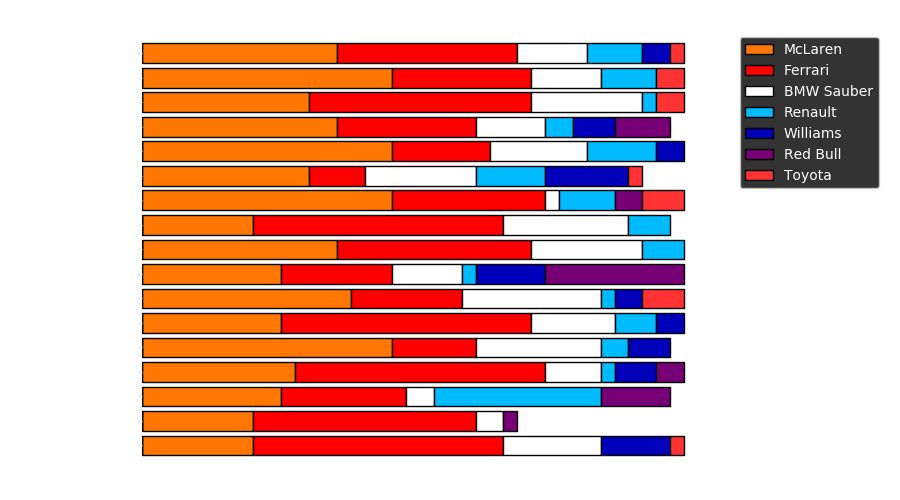 McLaren
Ferrari
BMW Sauber
Renault
Williams
Red Bull
Toyota